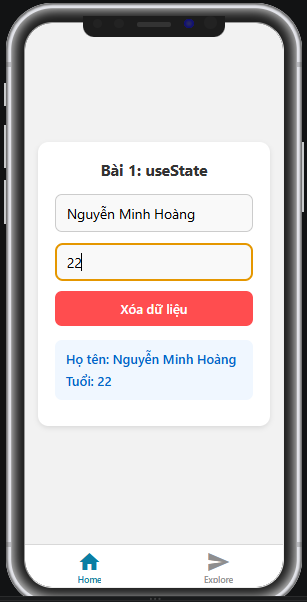 Bài 1: useState
Nguyễn Minh Hoàng
22
Xóa dữ liệu
Họ tên: Nguyễn Minh Hoàng
Tuổi: 22
Home
Explore